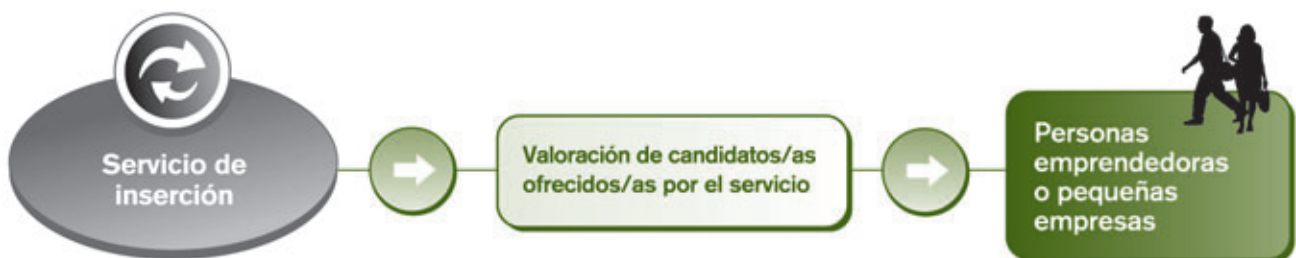 Servicio de
inserción
Valoración de candidatos/as
ofrecidos/as por el servicio
Personas
emprendedoras
o pequeñas
empresas